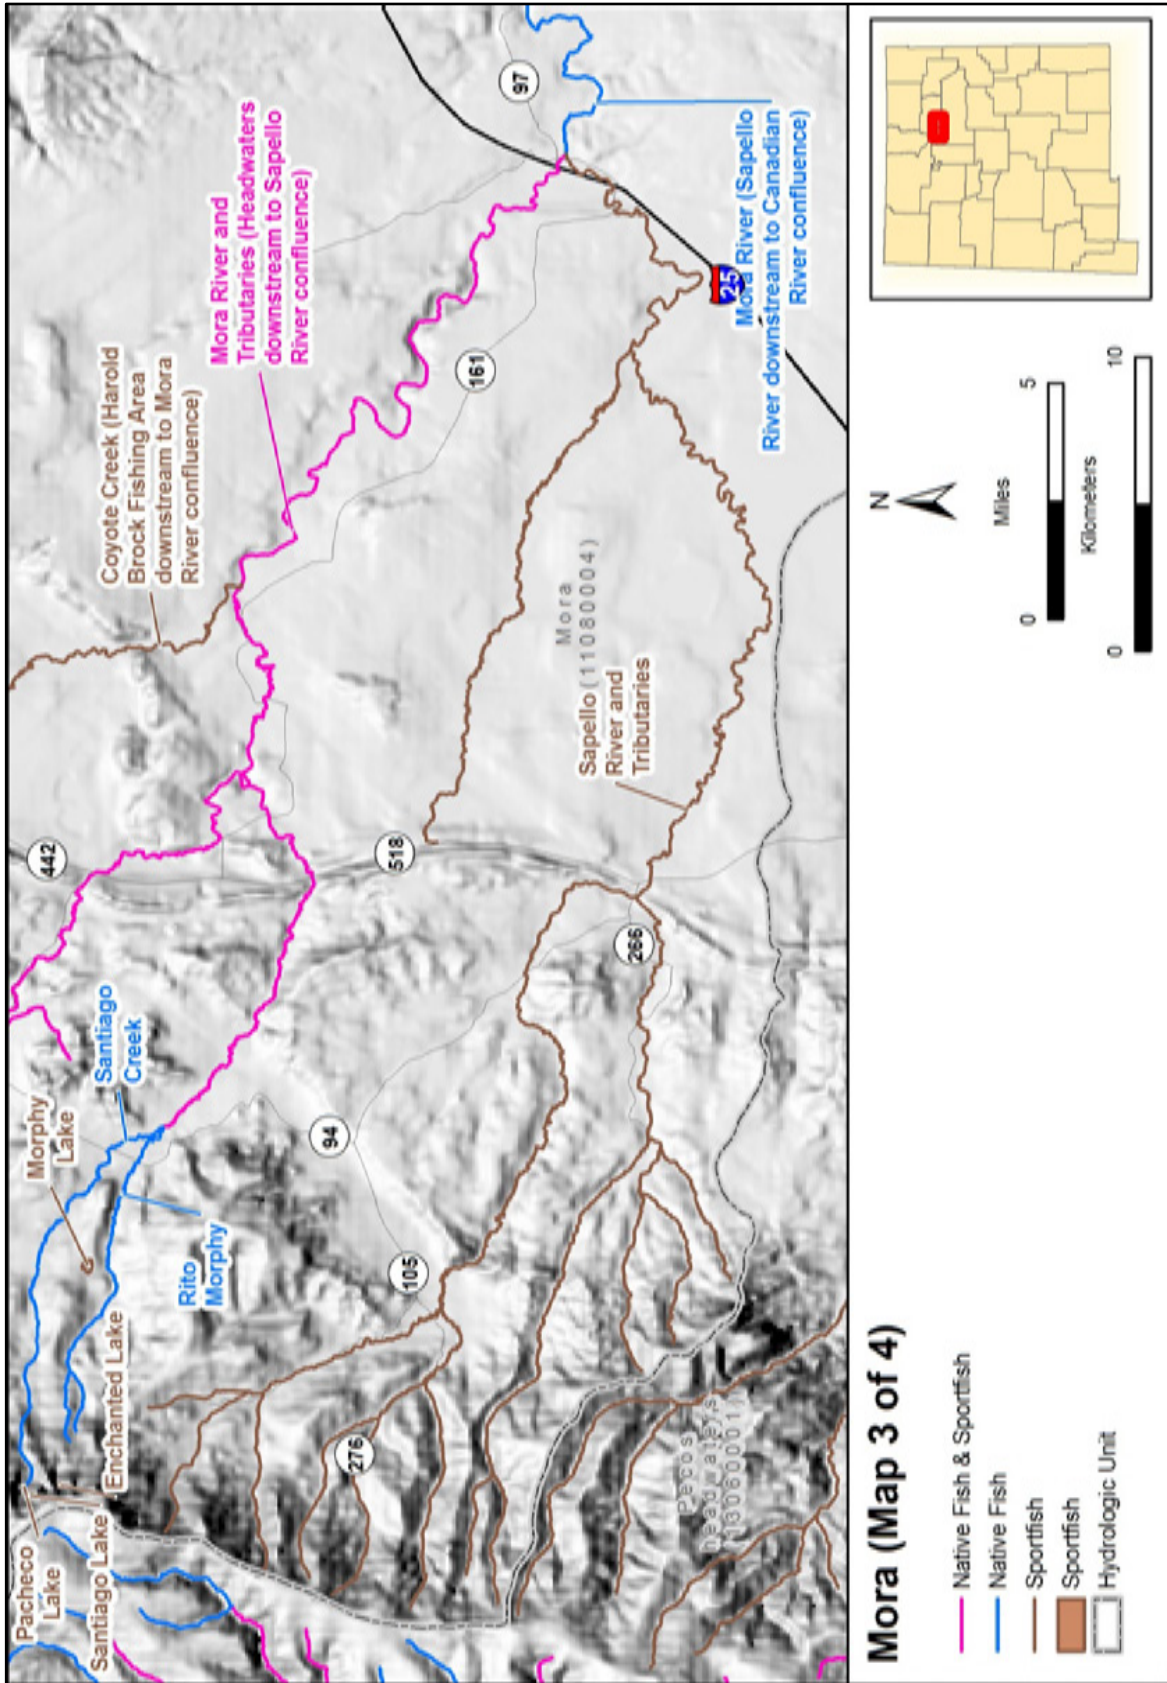 Pacheco
Lake
Santiago Lake
Enchanted Lake
Morphy
Lake
Rito
Morphy
Santiago
Creek
442
518
94
105
276
266
161
97
25
Coyote Creek (Harold
Brock Fishing Area
downstream to Mora
River confluence)
Mora River and
Tributaries (Headwaters
downstream to Sapello
River confluence)
Mora River (Sapello
River downstream to Canadian
River confluence)
Mora
(11080004)
Sapello
River and
Tributaries
Pecos
headwaters
(13060001)
Mora (Map 3 of 4)
Native Fish & Sportfish
Native Fish
Sportfish
Sportfish
Hydrologic Unit
N
Miles
0
5
Kilometers
0
10